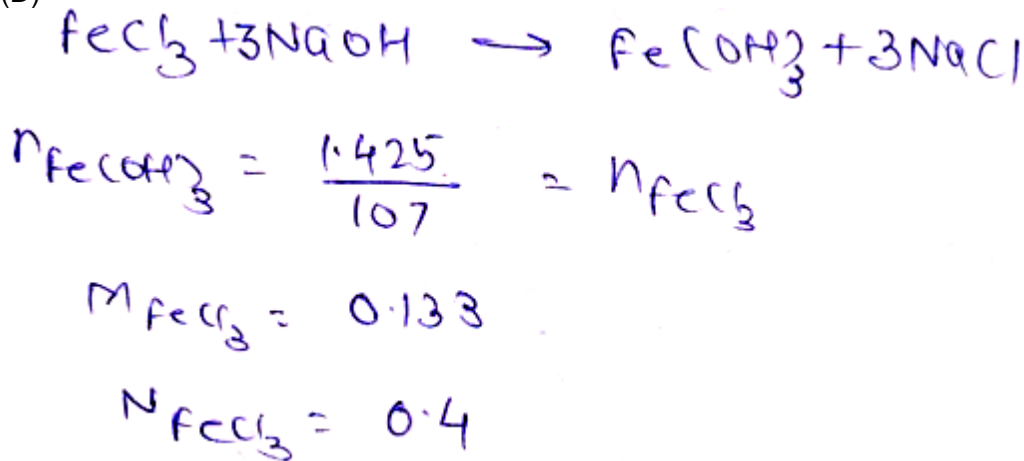 (D)
FeCl3 + 3NaOH → Fe(OH)3 + 3NaCl
nFe(OH)3 = 1.425 / 107 = nFeCl3
MFeCl3 = 0.133
NFeCl3 = 0.4